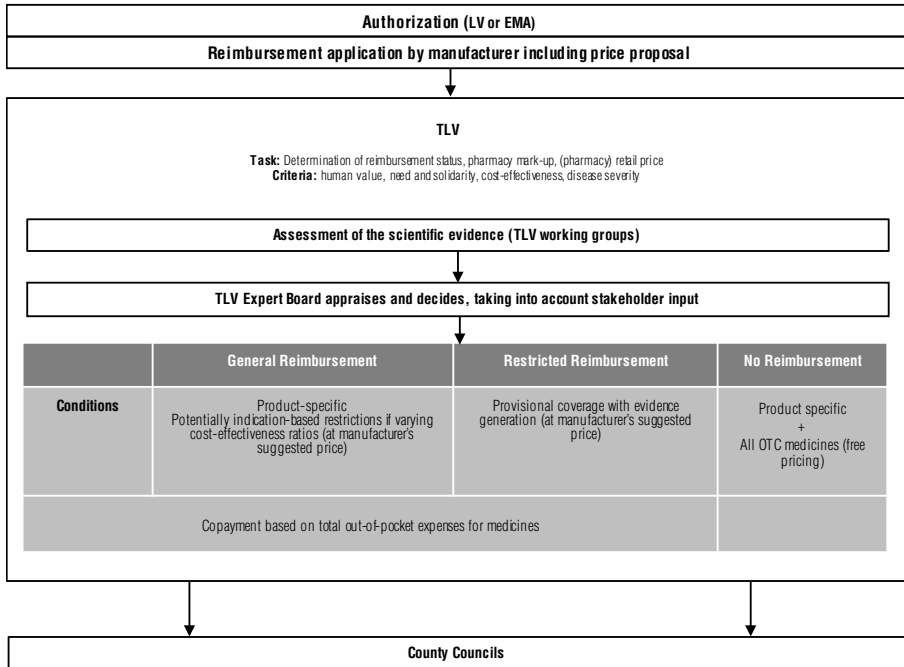 Authorization (LV or EMA)
Reimbursement application by manufacturer including price proposal
TLV
Task: Determination of reimbursement status, pharmacy mark-up, (pharmacy) retail price
Criteria: human value, need and solidarity, cost-effectiveness, disease severity
Assessment of the scientific evidence (TLV working groups)
TLV Expert Board appraises and decides, taking into account stakeholder input
General Reimbursement
Restricted Reimbursement
No Reimbursement
Conditions
Product-specific
Potentially indication-based restrictions if varying
cost-effectiveness ratios (at manufacturer's
suggested price)
Provisional coverage with evidence
generation (at manufacturer's suggested
price)
Product specific
+
All OTC medicines (free
pricing)
Copayment based on total out-of-pocket expenses for medicines
County Councils